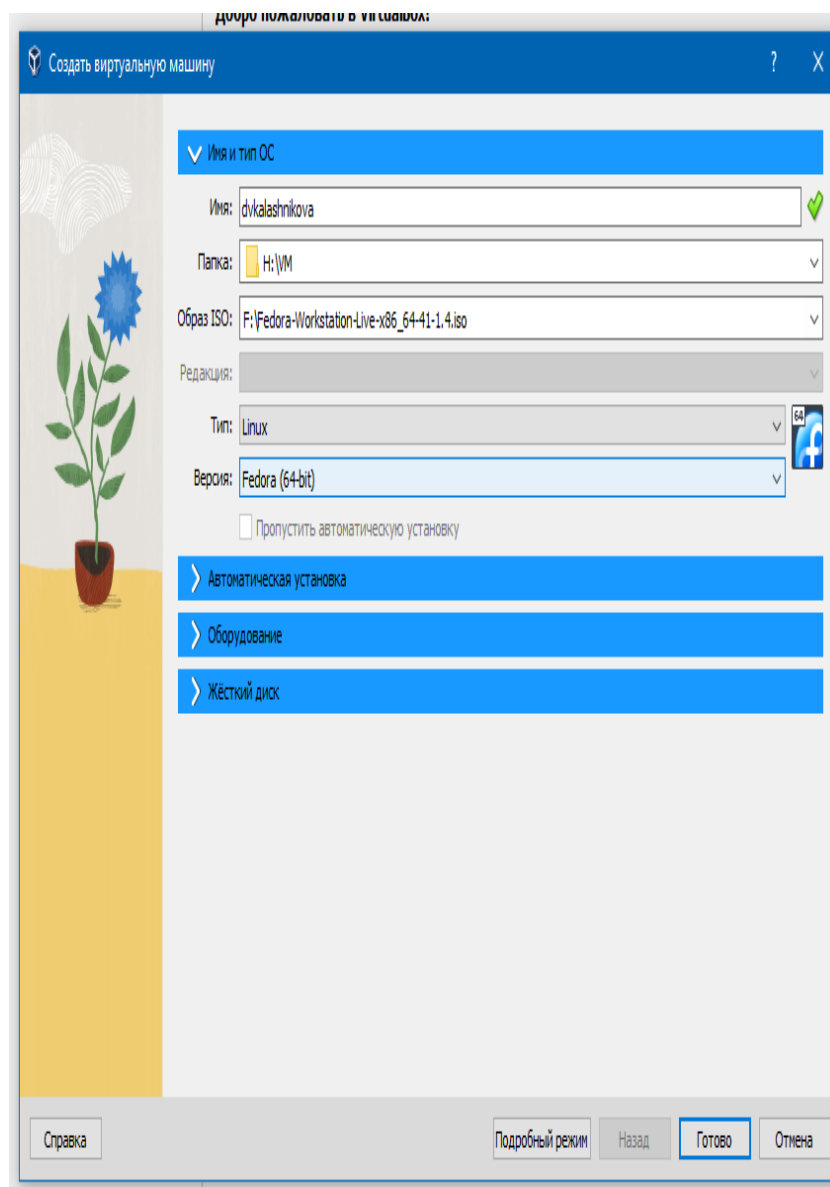 Добро пожаловать в VirtualBox!
Создать виртуальную машину
Имя и тип ОС
Имя: dvkalashnikova
Папка: H:\VM
Образ ISO: F:\Fedora-Workstation-Live-x86_64-41-1.4.iso
Редакция:
Тип: Linux
64
Версия: Fedora (64-bit)
Пропустить автоматическую установку
Автоматическая установка
Оборудование
Жёсткий диск
Справка Подробный режим Назад Готово Отмена